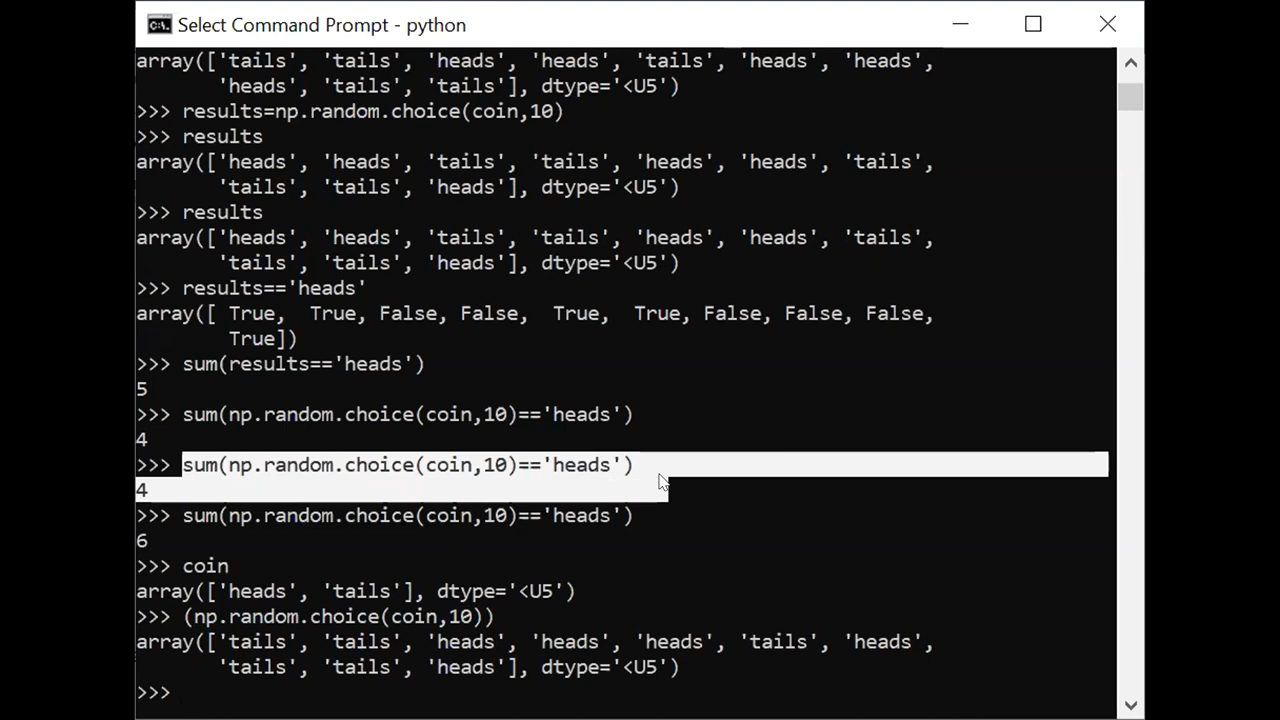 Select Command Prompt - python
array(['tails', 'tails', 'heads', 'heads', 'tails', 'heads', 'heads',
'heads', 'tails', 'tails'], dtype='<U5')
>>> results=np.random.choice(coin,10)
>>> results
array(['heads', 'heads', 'tails', 'tails', 'heads', 'heads', 'tails',
'tails', 'tails', 'heads'], dtype='<U5')
>>> results
array(['heads', 'heads', 'tails', 'tails', 'heads', 'heads', 'tails',
'tails', 'tails', 'heads'], dtype='<U5')
>>> results=='heads'
array([ True,  True, False, False,  True,  True, False, False, False,
True])
>>> sum(results=='heads')
5
>>> sum(np.random.choice(coin,10)=='heads')
4
>>> sum(np.random.choice(coin,10)=='heads')
4
>>> sum(np.random.choice(coin,10)=='heads')
6
>>> coin
array(['heads', 'tails'], dtype='<U5')
>>> (np.random.choice(coin,10))
array(['tails', 'tails', 'heads', 'heads', 'heads', 'tails', 'heads',
'tails', 'tails', 'heads'], dtype='<U5')
>>>